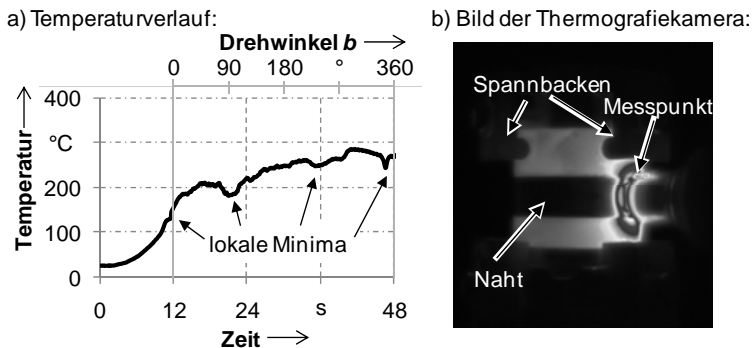 a) Temperaturverlauf:
b) Bild der Thermografiekamera:
Drehwinkel b
0 90 180 ° 360
Temperatur
400
°C
200
100
0
lokale Minima
0 12 24 s 48
Zeit
Spannbacken
Messpunkt
Naht